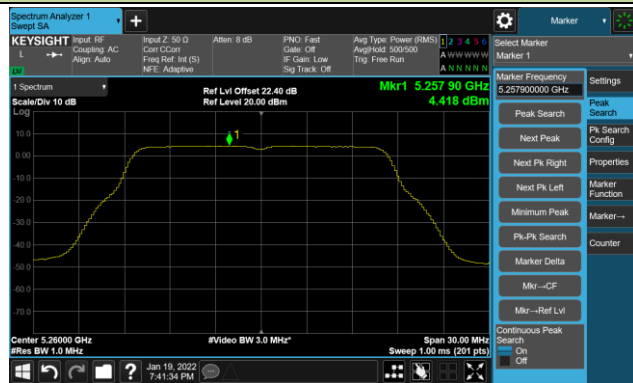 Spectrum Analyzer 1
Swept SA
Marker
KEYSIGHT
L
LXI
Input: RF
Coupling: AC
Align: Auto
Input Z: 50 Ω
Corr CCorr
Freq Ref: Int (S)
NFE: Adaptive
Atten: 8 dB
PNO: Fast
Gate: Off
IF Gain: Low
Sig Track: Off
Avg Type: Power (RMS)
Avg|Hold: 500/500
Trig: Free Run
1 2 3 4 5 6
A W W W W W
A N N N N N
Select Marker
Marker 1
1 Spectrum
Scale/Div 10 dB
Log
Ref Lvl Offset 22.40 dB
Ref Level 20.00 dBm
Mkr1 5.257 90 GHz
4.418 dBm
10.0
0.00
-10.0
-20.0
-30.0
-40.0
-50.0
-60.0
-70.0
1
Center 5.26000 GHz
#Res BW 1.0 MHz
#Video BW 3.0 MHz*
Span 30.00 MHz
Sweep 1.00 ms (201 pts)
Marker Frequency
5.257900000 GHz
Peak Search
Next Peak
Next Pk Right
Next Pk Left
Minimum Peak
Pk-Pk Search
Marker Delta
Mkr→CF
Mkr→Ref Lvl
Continuous Peak
Search
On
Off
Settings
Peak
Search
Pk Search
Config
Properties
Marker
Function
Marker→
Counter
Jan 19, 2022
7:41:34 PM